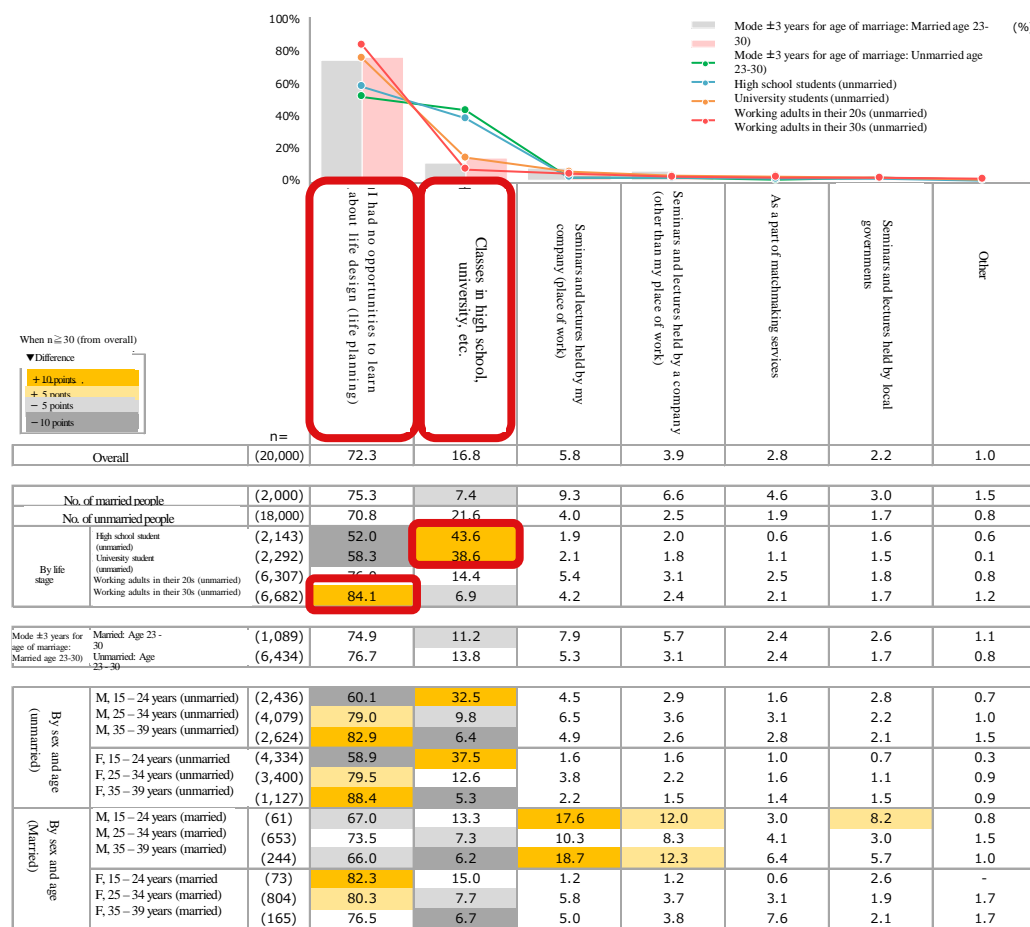 100%
80%
60%
40%
20%
0%
Mode ±3 years for age of marriage: Married age 23-
30)
Mode ±3 years for age of marriage: Unmarried age
23-30)
High school students (unmarried)
University students (unmarried)
Working adults in their 20s (unmarried)
Working adults in their 30s (unmarried)
(%
I had no opportunities to learn
about life design (life planning)
Classes in high school,
university, etc.
Seminars and lectures held by my
company (place of work)
Seminars and lectures held by a company
(other than my place of work)
As a part of matchmaking services
Seminars and lectures held by local
governments
Other
When n≧30 (from overall)
▼Difference
+10 points
+ 5 points
− 5 points
−10 points
n=
Overall (20,000) 72.3 16.8 5.8 3.9 2.8 2.2 1.0
No. of married people (2,000) 75.3 7.4 9.3 6.6 4.6 3.0 1.5
No. of unmarried people (18,000) 70.8 21.6 4.0 2.5 1.9 1.7 0.8
By life
stage
High school student
(unmarried)
(2,143) 52.0 43.6 1.9 2.0 0.6 1.6 0.6
University student
(unmarried)
(2,292) 58.3 38.6 2.1 1.8 1.1 1.5 0.1
Working adults in their 20s (unmarried) (6,307) 14.4 5.4 3.1 2.5 1.8 0.8
Working adults in their 30s (unmarried) (6,682) 84.1 6.9 4.2 2.4 2.1 1.7 1.2
Mode ±3 years for
age of marriage:
Married age 23-30)
Married: Age 23 -
30
(1,089) 74.9 11.2 7.9 5.7 2.4 2.6 1.1
Unmarried: Age
23 - 30
(6,434) 76.7 13.8 5.3 3.1 2.4 1.7 0.8
By sex and age
(unmarried)
M, 15 – 24 years (unmarried) (2,436) 60.1 32.5 4.5 2.9 1.6 2.8 0.7
M, 25 – 34 years (unmarried) (4,079) 79.0 9.8 6.5 3.6 3.1 2.2 1.0
M, 35 – 39 years (unmarried) (2,624) 82.9 6.4 4.9 2.6 2.8 2.1 1.5
F, 15 – 24 years (unmarried (4,334) 58.9 37.5 1.6 1.6 1.0 0.7 0.3
F, 25 – 34 years (unmarried) (3,400) 79.5 12.6 3.8 2.2 1.6 1.1 0.9
F, 35 – 39 years (unmarried) (1,127) 88.4 5.3 2.2 1.5 1.4 1.5 0.9
By sex and age
(Married)
M, 15 – 24 years (married) (61) 67.0 13.3 17.6 12.0 3.0 8.2 0.8
M, 25 – 34 years (married) (653) 73.5 7.3 10.3 8.3 4.1 3.0 1.5
M, 35 – 39 years (married) (244) 66.0 6.2 18.7 12.3 6.4 5.7 1.0
F, 15 – 24 years (married (73) 82.3 15.0 1.2 1.2 0.6 2.6 -
F, 25 – 34 years (married) (804) 80.3 7.7 5.8 3.7 3.1 1.9 1.7
F, 35 – 39 years (married) (165) 76.5 6.7 5.0 3.8 7.6 2.1 1.7